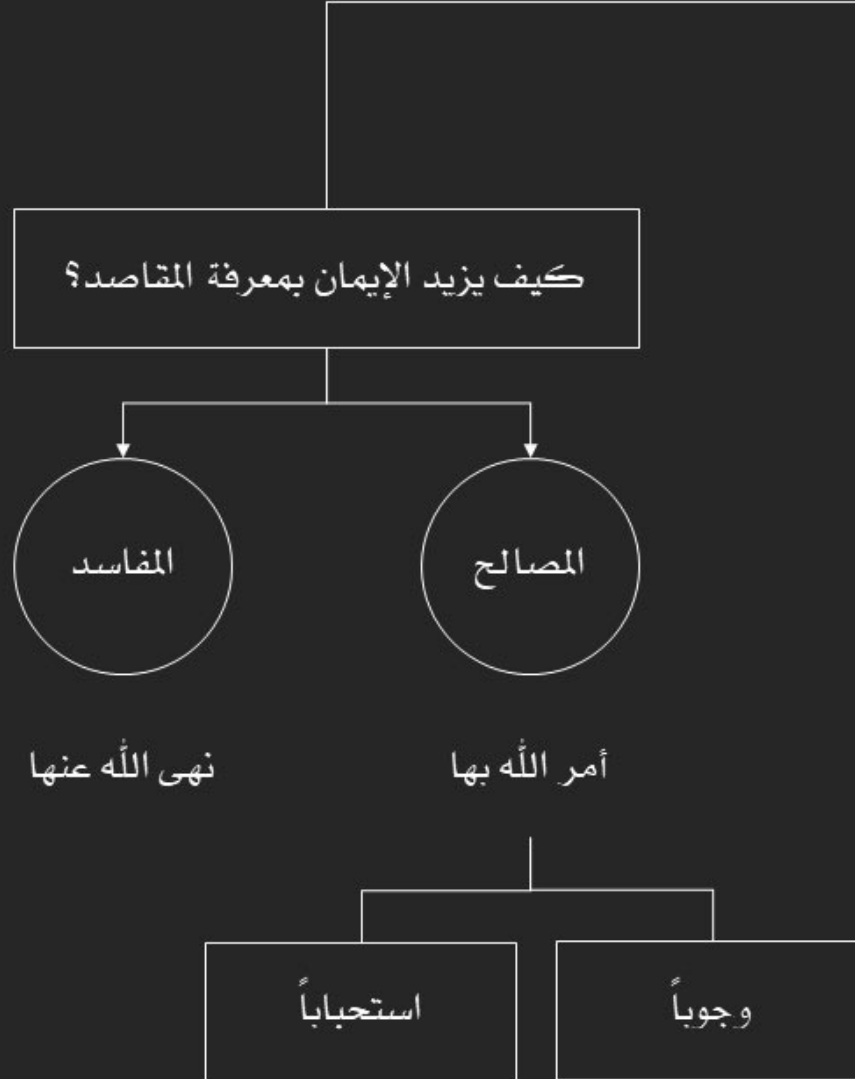 كيف يزيد الإيمان بمعرفة المقاصد؟
المصالح
المفاسد
أمر الله بها
نهى الله عنها
وجوباً
استحباباً